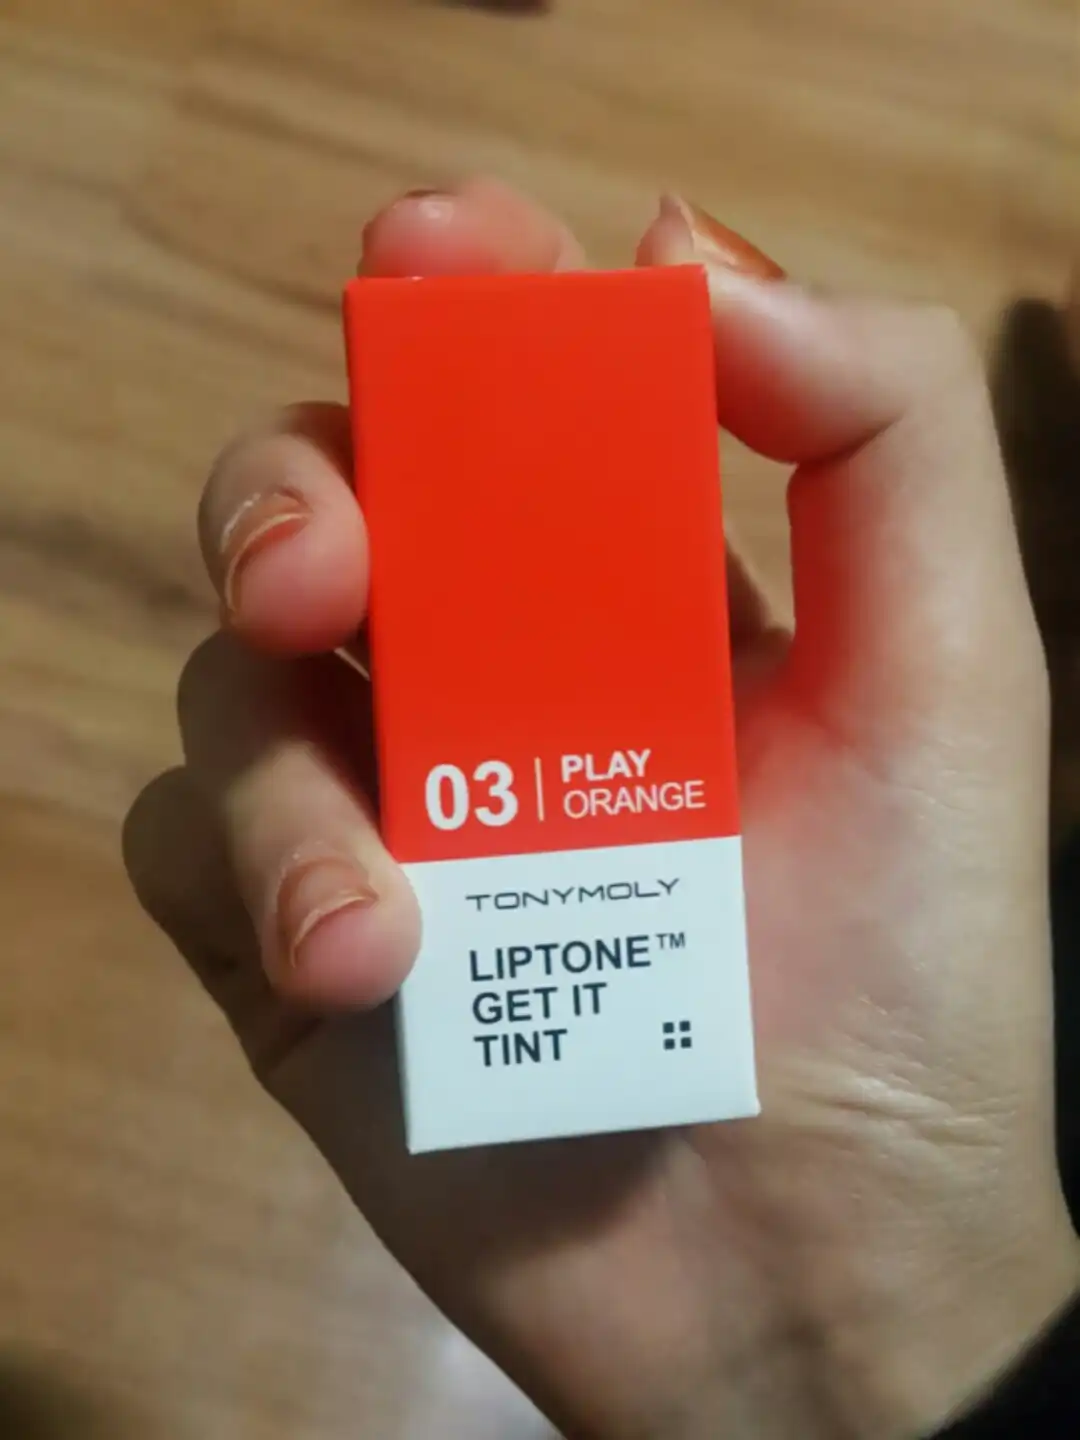 03 | PLAY
ORANGE
TONYMOLY
LIPTONE™
GET IT
TINT